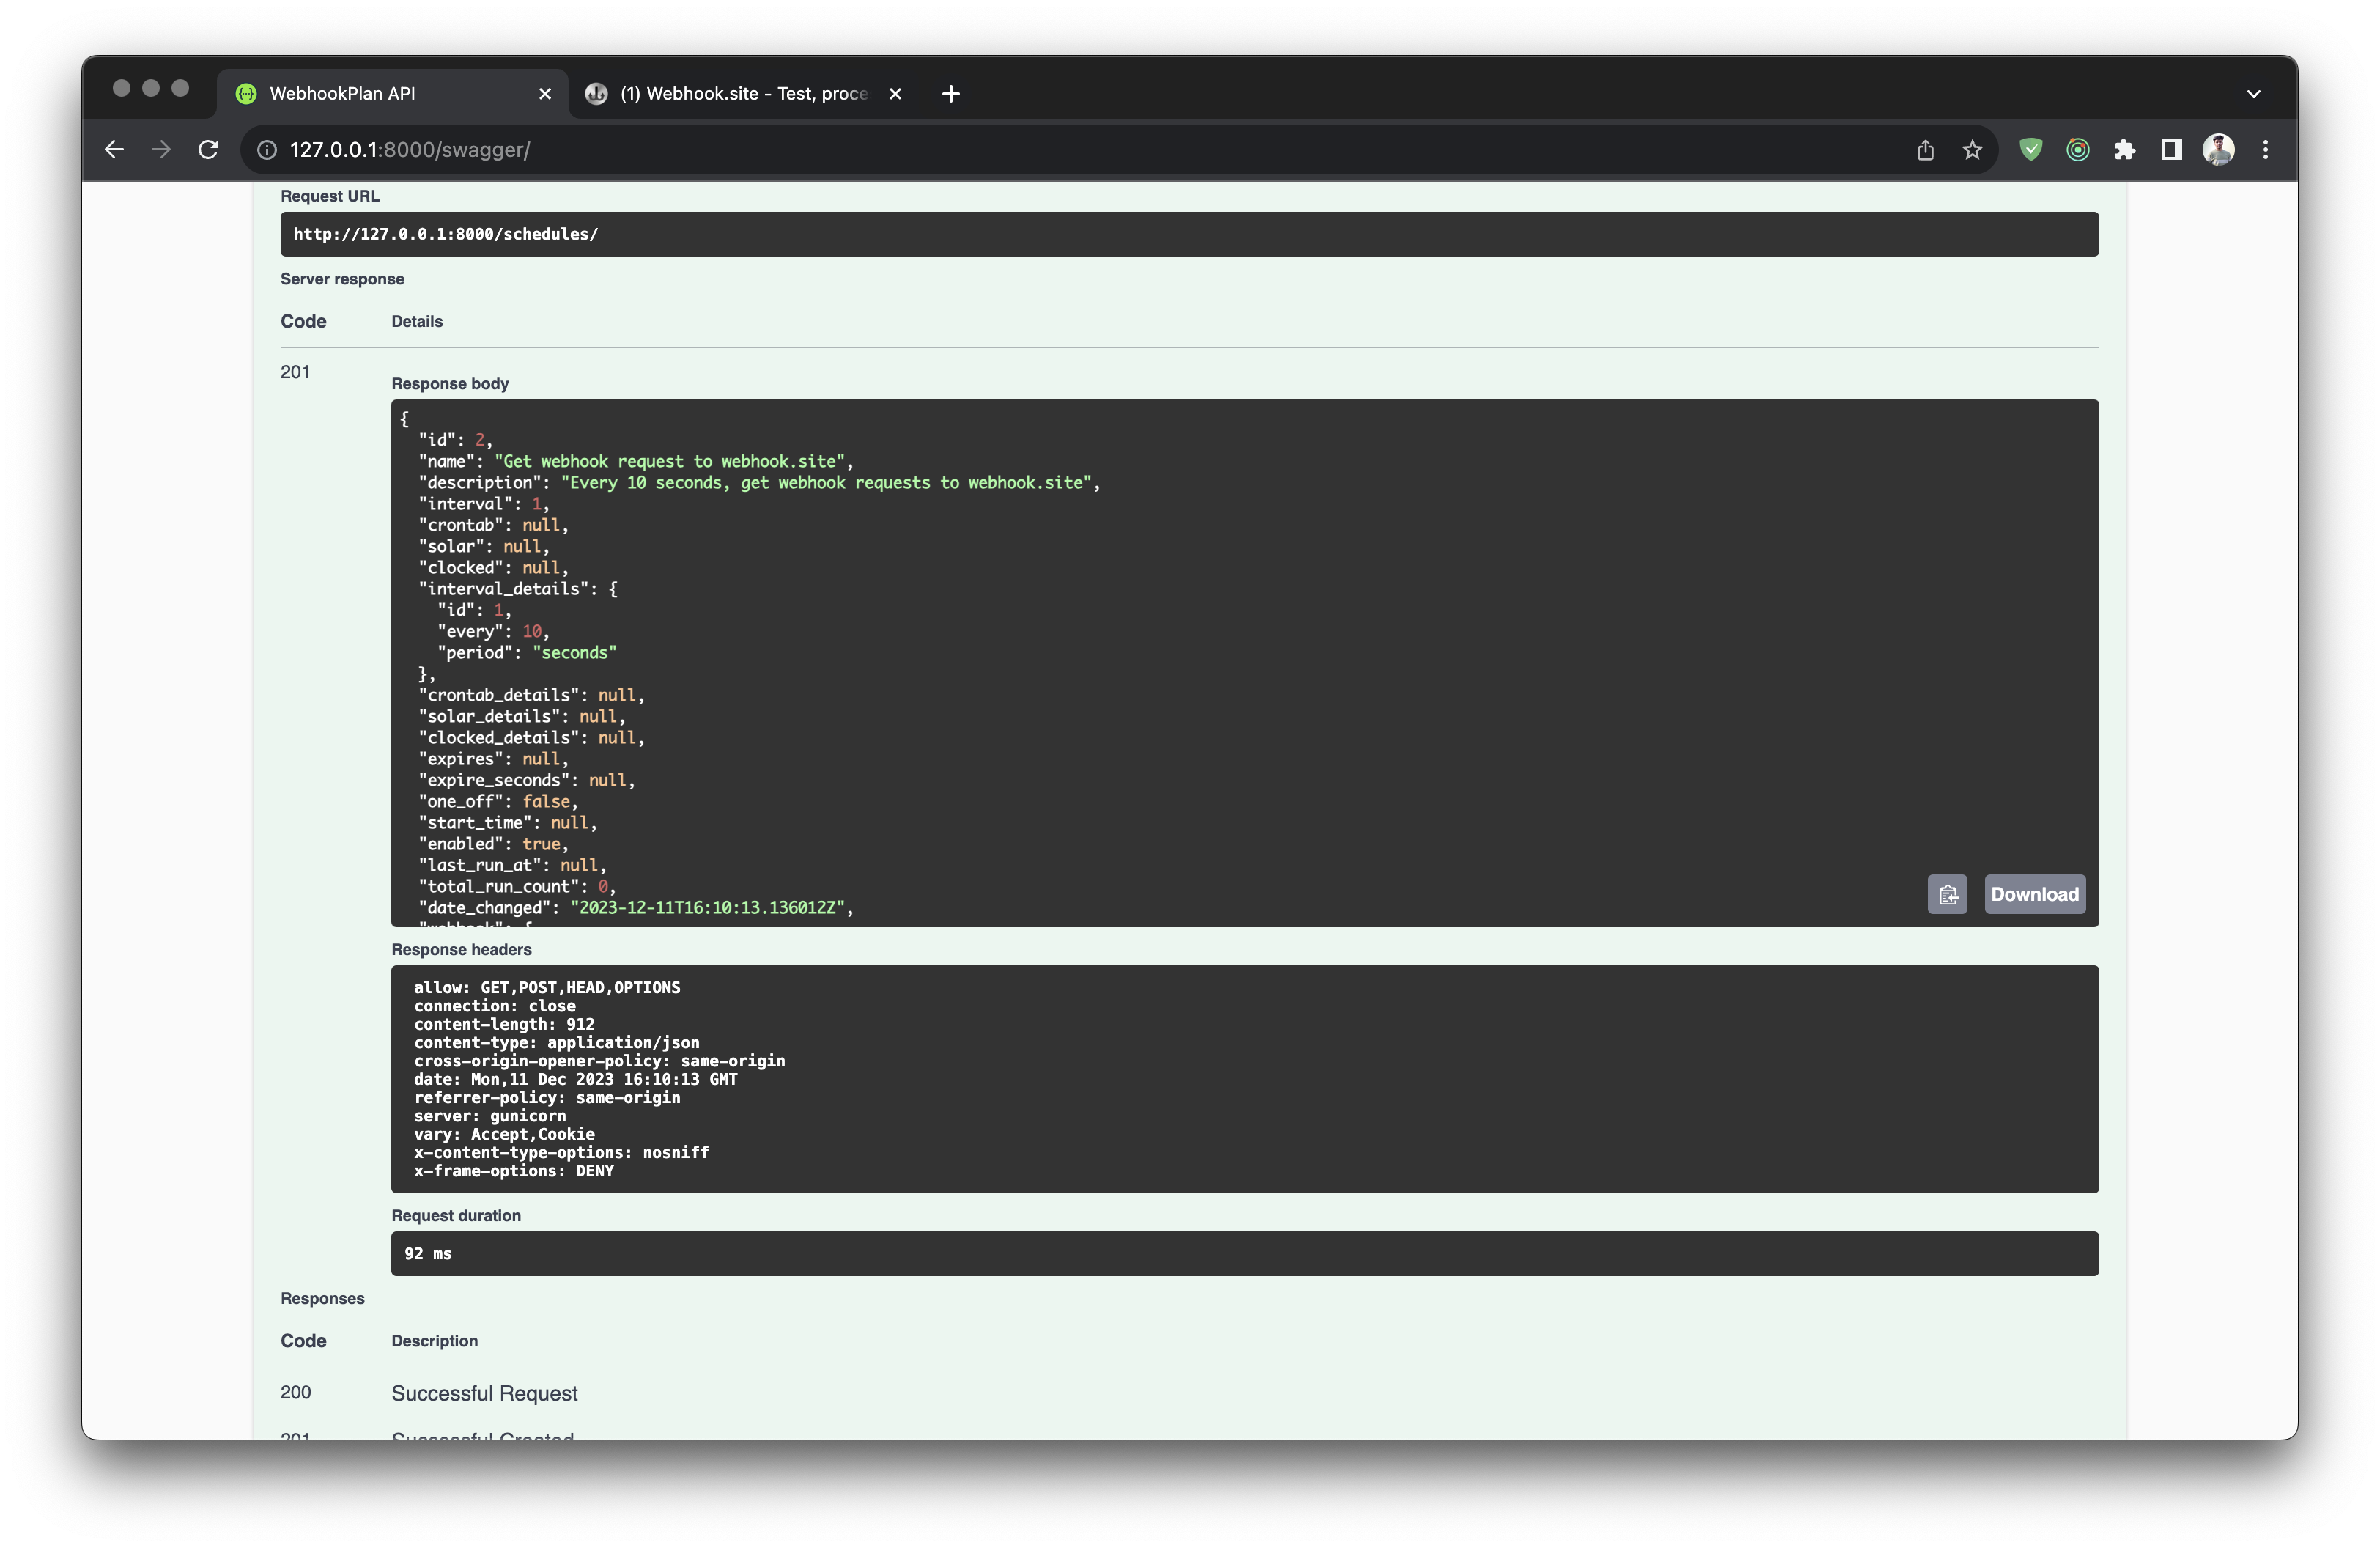 WebhookPlan API
(1) Webhook.site - Test, proce
127.0.0.1:8000/swagger/
Request URL
http://127.0.0.1:8000/schedules/
Server response
Code Details
201
Response body
{
"id": 2,
"name": "Get webhook request to webhook.site",
"description": "Every 10 seconds, get webhook requests to webhook.site",
"interval": 1,
"crontab": null,
"solar": null,
"clocked": null,
"interval_details": {
"id": 1,
"every": 10,
"period": "seconds"
},
"crontab_details": null,
"solar_details": null,
"clocked_details": null,
"expires": null,
"expire_seconds": null,
"one_off": false,
"start_time": null,
"enabled": true,
"last_run_at": null,
"total_run_count": 0,
"date_changed": "2023-12-11T16:10:13.136012Z",
"webhook": {
Download
Response headers
allow: GET,POST,HEAD,OPTIONS
connection: close
content-length: 912
content-type: application/json
cross-origin-opener-policy: same-origin
date: Mon,11 Dec 2023 16:10:13 GMT
referrer-policy: same-origin
server: gunicorn
vary: Accept,Cookie
x-content-type-options: nosniff
x-frame-options: DENY
Request duration
92 ms
Responses
Code Description
200 Successful Request
201 Successful Created